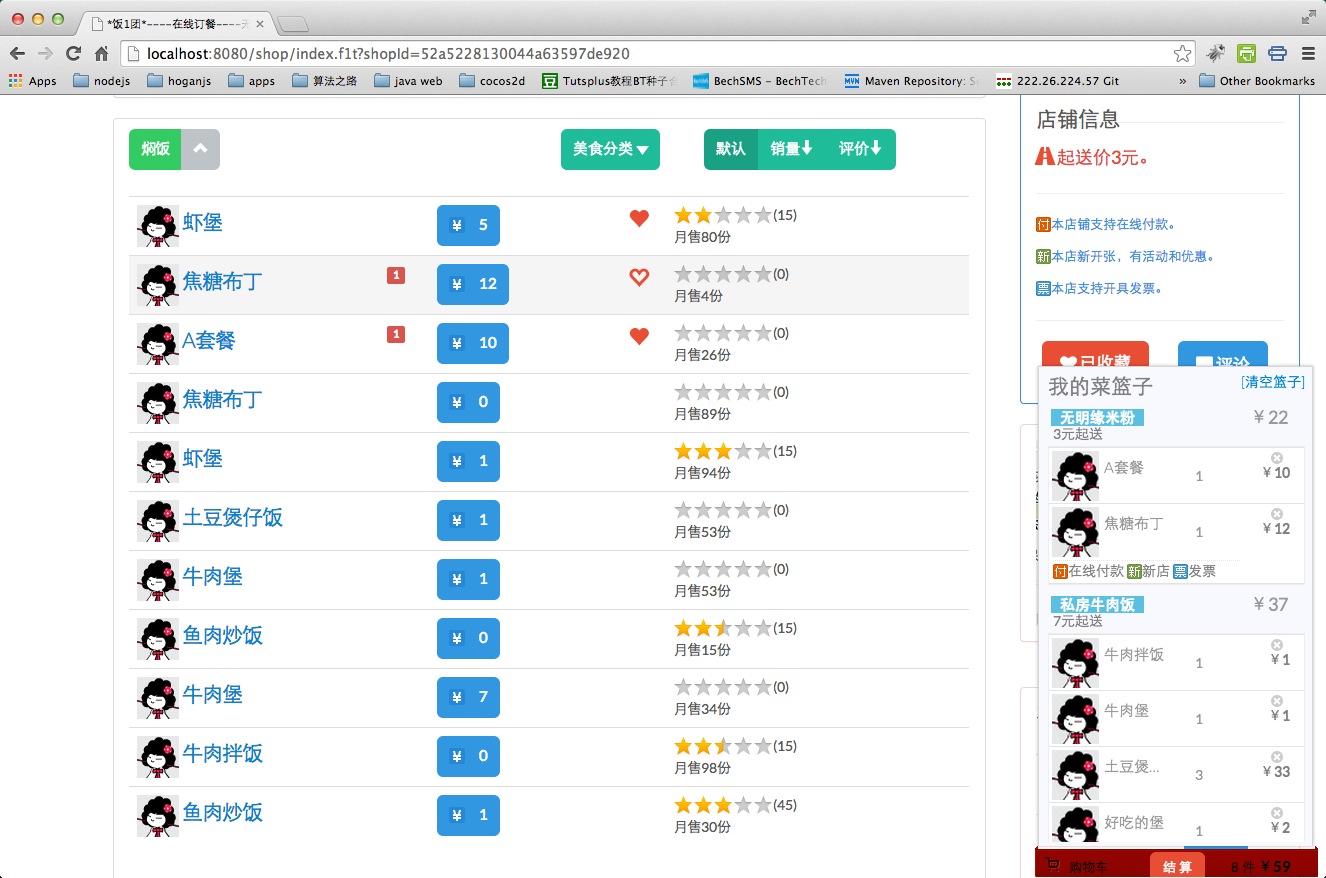 *饭1团*----在线订餐----
localhost:8080/shop/index.f1t?shopId=52a5228130044a63597de920
Apps nodejs hoganjs apps 算法之路 java web cocos2d Tutsplus教程BT种子 BechSMS – BechTech Maven Repository: 222.26.224.57 Git » Other Bookmarks
焖饭 美食分类 默认 销量 评价
虾堡 ¥ 5 (15)
月售80份
焦糖布丁 1 ¥ 12 (0)
月售4份
A套餐 1 ¥ 10 (0)
月售26份
焦糖布丁 ¥ 0 (0)
月售89份
虾堡 ¥ 1 (15)
月售94份
土豆煲仔饭 ¥ 1 (0)
月售53份
牛肉堡 ¥ 1 (0)
月售53份
鱼肉炒饭 ¥ 0 (15)
月售15份
牛肉堡 ¥ 7 (0)
月售34份
牛肉拌饭 ¥ 0 (15)
月售98份
鱼肉炒饭 ¥ 1 (45)
月售30份
店铺信息
起送价3元。
付本店铺支持在线付款。
新本店新开张，有活动和优惠。
票本店支持开具发票。
已收藏 评论
我的菜篮子 [清空篮子]
无明缘米粉 ¥ 22
3元起送
A套餐 1 ¥ 10
焦糖布丁 1 ¥ 12
付在线付款 新新店 票发票
私房牛肉饭 ¥ 37
7元起送
牛肉拌饭 1 ¥ 1
牛肉堡 1 ¥ 1
土豆煲... 3 ¥ 33
好吃的堡 1 ¥ 2
购物车 结 算 8 件 ¥ 59